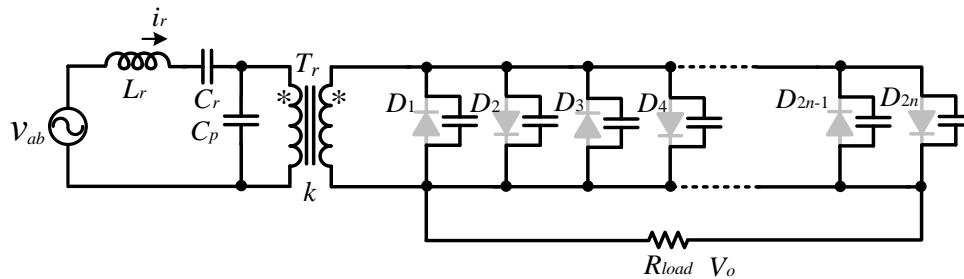 i_r
L_r
C_r
C_p
v_ab
T_r
* *
k
D_1 D_2 D_3 D_4 D_2n-1 D_2n
R_load V_o